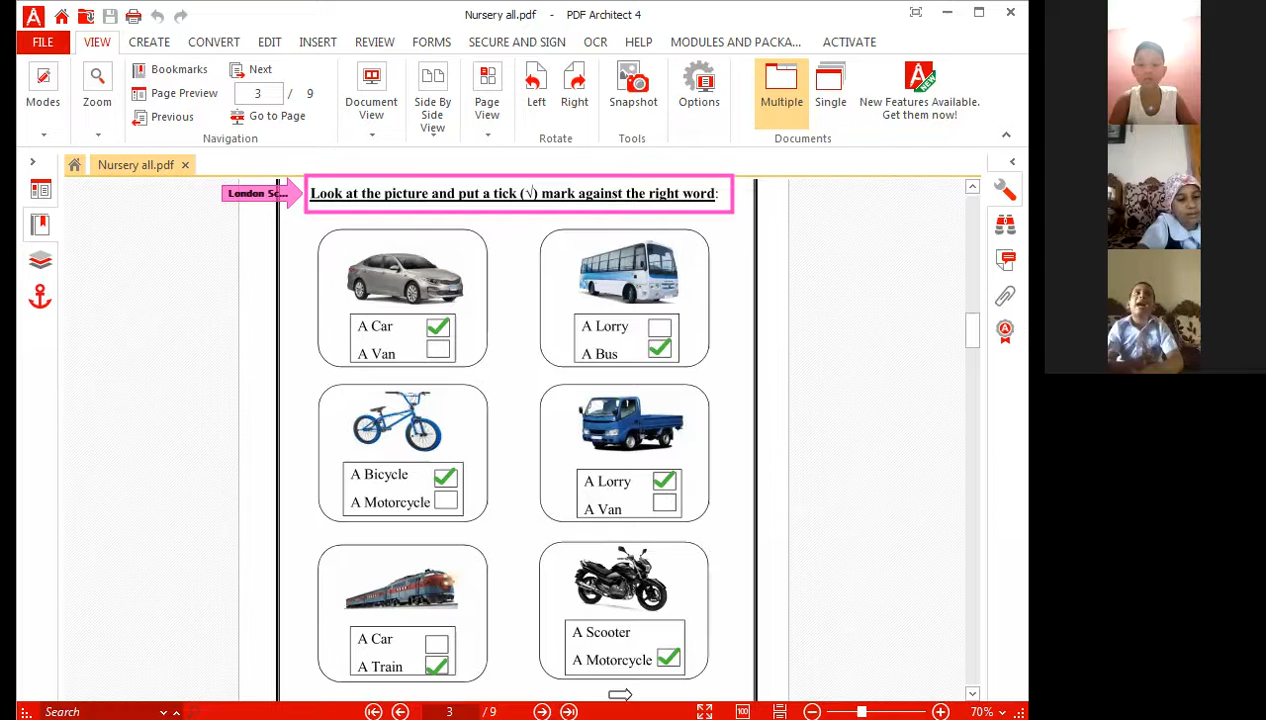 Nursery all.pdf - PDF Architect 4
FILE VIEW CREATE CONVERT EDIT INSERT REVIEW FORMS SECURE AND SIGN OCR HELP MODULES AND PACKA... ACTIVATE
Modes
Zoom
Bookmarks
Next
Page Preview
3 / 9
Previous
Go to Page
Navigation
Document View
Side By Side View
Page View
Left
Right
Rotate
Snapshot
Tools
Options
Multiple
Single
Documents
New Features Available.
Get them now!
Nursery all.pdf
London Sc...
Look at the picture and put a tick (√) mark against the right word:
A Car
A Van
A Lorry
A Bus
A Bicycle
A Motorcycle
A Lorry
A Van
A Car
A Train
A Scooter
A Motorcycle
Search
3 / 9
100
70%